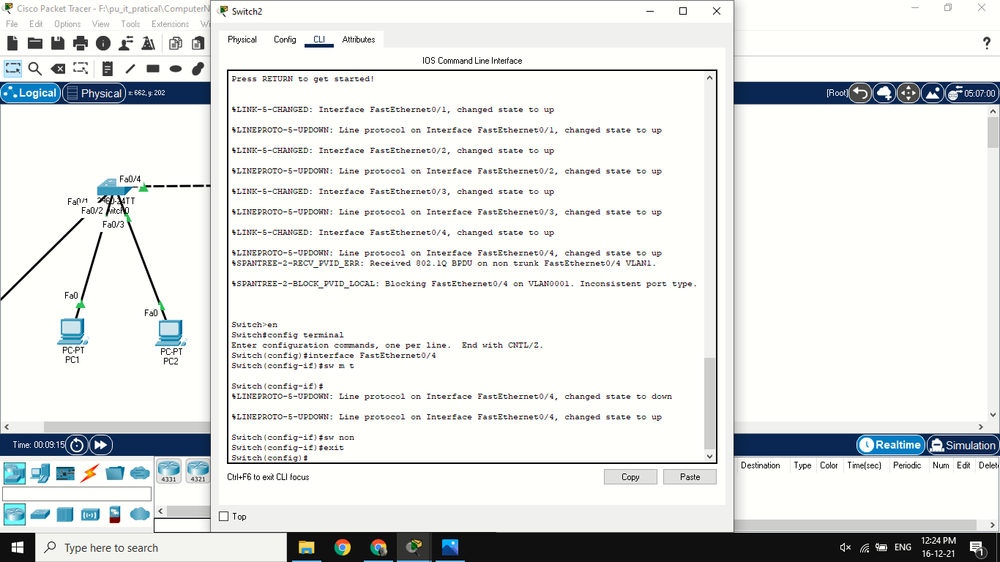 Cisco Packet Tracer - F:\pu_it_pratical\ComputerN
File Edit Options View Tools Extensions Wi
Logical Physical x: 662, y: 202
[Root] 05:07:00
Fa0/4
Fa0/1 2960-24TT
Fa0/2 witch0
Fa0/3
Fa0
Fa0
PC-PT
PC1
PC-PT
PC2
Switch2
Physical Config CLI Attributes
IOS Command Line Interface
Press RETURN to get started!
%LINK-5-CHANGED: Interface FastEthernet0/1, changed state to up
%LINEPROTO-5-UPDOWN: Line protocol on Interface FastEthernet0/1, changed state to up
%LINK-5-CHANGED: Interface FastEthernet0/2, changed state to up
%LINEPROTO-5-UPDOWN: Line protocol on Interface FastEthernet0/2, changed state to up
%LINK-5-CHANGED: Interface FastEthernet0/3, changed state to up
%LINEPROTO-5-UPDOWN: Line protocol on Interface FastEthernet0/3, changed state to up
%LINK-5-CHANGED: Interface FastEthernet0/4, changed state to up
%LINEPROTO-5-UPDOWN: Line protocol on Interface FastEthernet0/4, changed state to up
%SPANTREE-2-RECV_PVID_ERR: Received 802.1Q BPDU on non trunk FastEthernet0/4 VLAN1.
%SPANTREE-2-BLOCK_PVID_LOCAL: Blocking FastEthernet0/4 on VLAN0001. Inconsistent port type.
Switch>en
Switch#config terminal
Enter configuration commands, one per line.  End with CNTL/Z.
Switch(config)#interface FastEthernet0/4
Switch(config-if)#sw m t
Switch(config-if)#
%LINEPROTO-5-UPDOWN: Line protocol on Interface FastEthernet0/4, changed state to down
%LINEPROTO-5-UPDOWN: Line protocol on Interface FastEthernet0/4, changed state to up
Switch(config-if)#sw non
Switch(config-if)#exit
Switch(config)#
Ctrl+F6 to exit CLI focus Copy Paste
Top
Time: 00:09:15 Realtime Simulation
4331 4321
Destination Type Color Time(sec) Periodic Num Edit Delet
Type here to search
ENG 12:24 PM
16-12-21
1